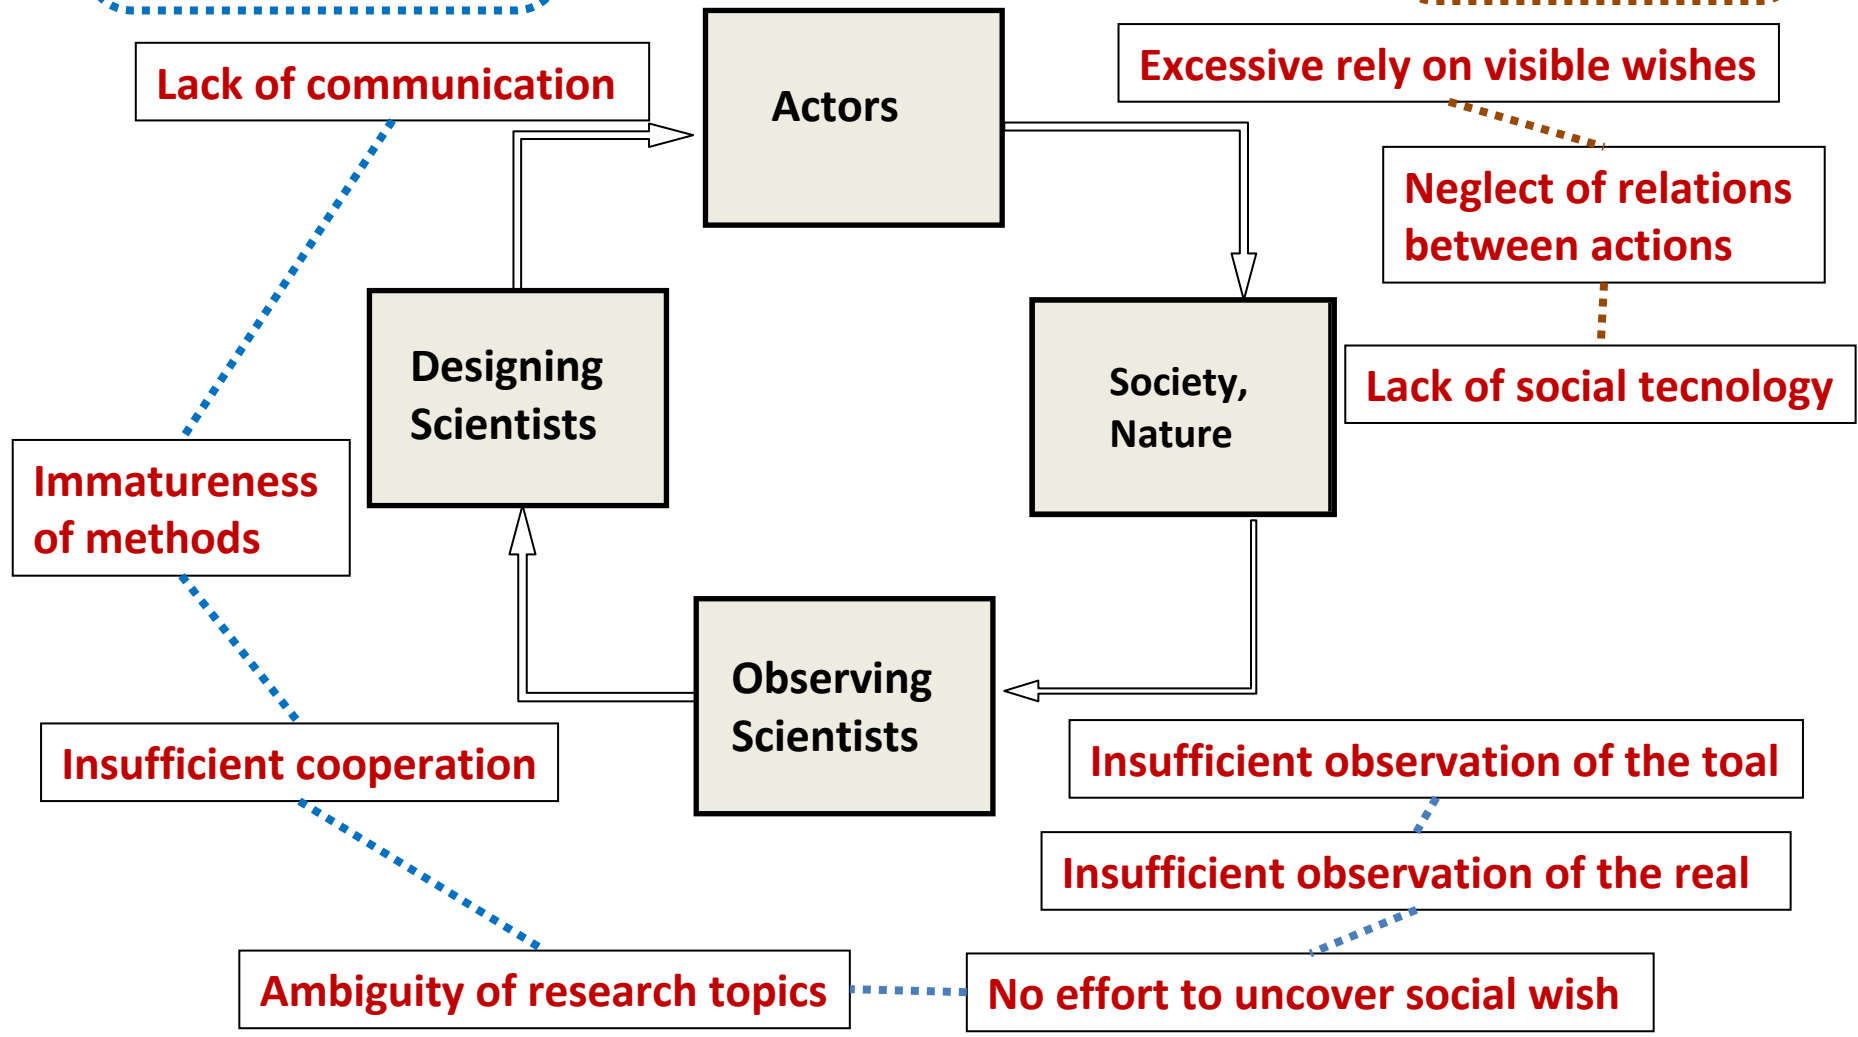 Lack of communication
Actors
Excessive rely on visible wishes
Neglect of relations
between actions
Designing
Scientists
Society,
Nature
Lack of social tecnology
Immatureness
of methods
Observing
Scientists
Insufficient cooperation
Insufficient observation of the toal
Insufficient observation of the real
Ambiguity of research topics
No effort to uncover social wish